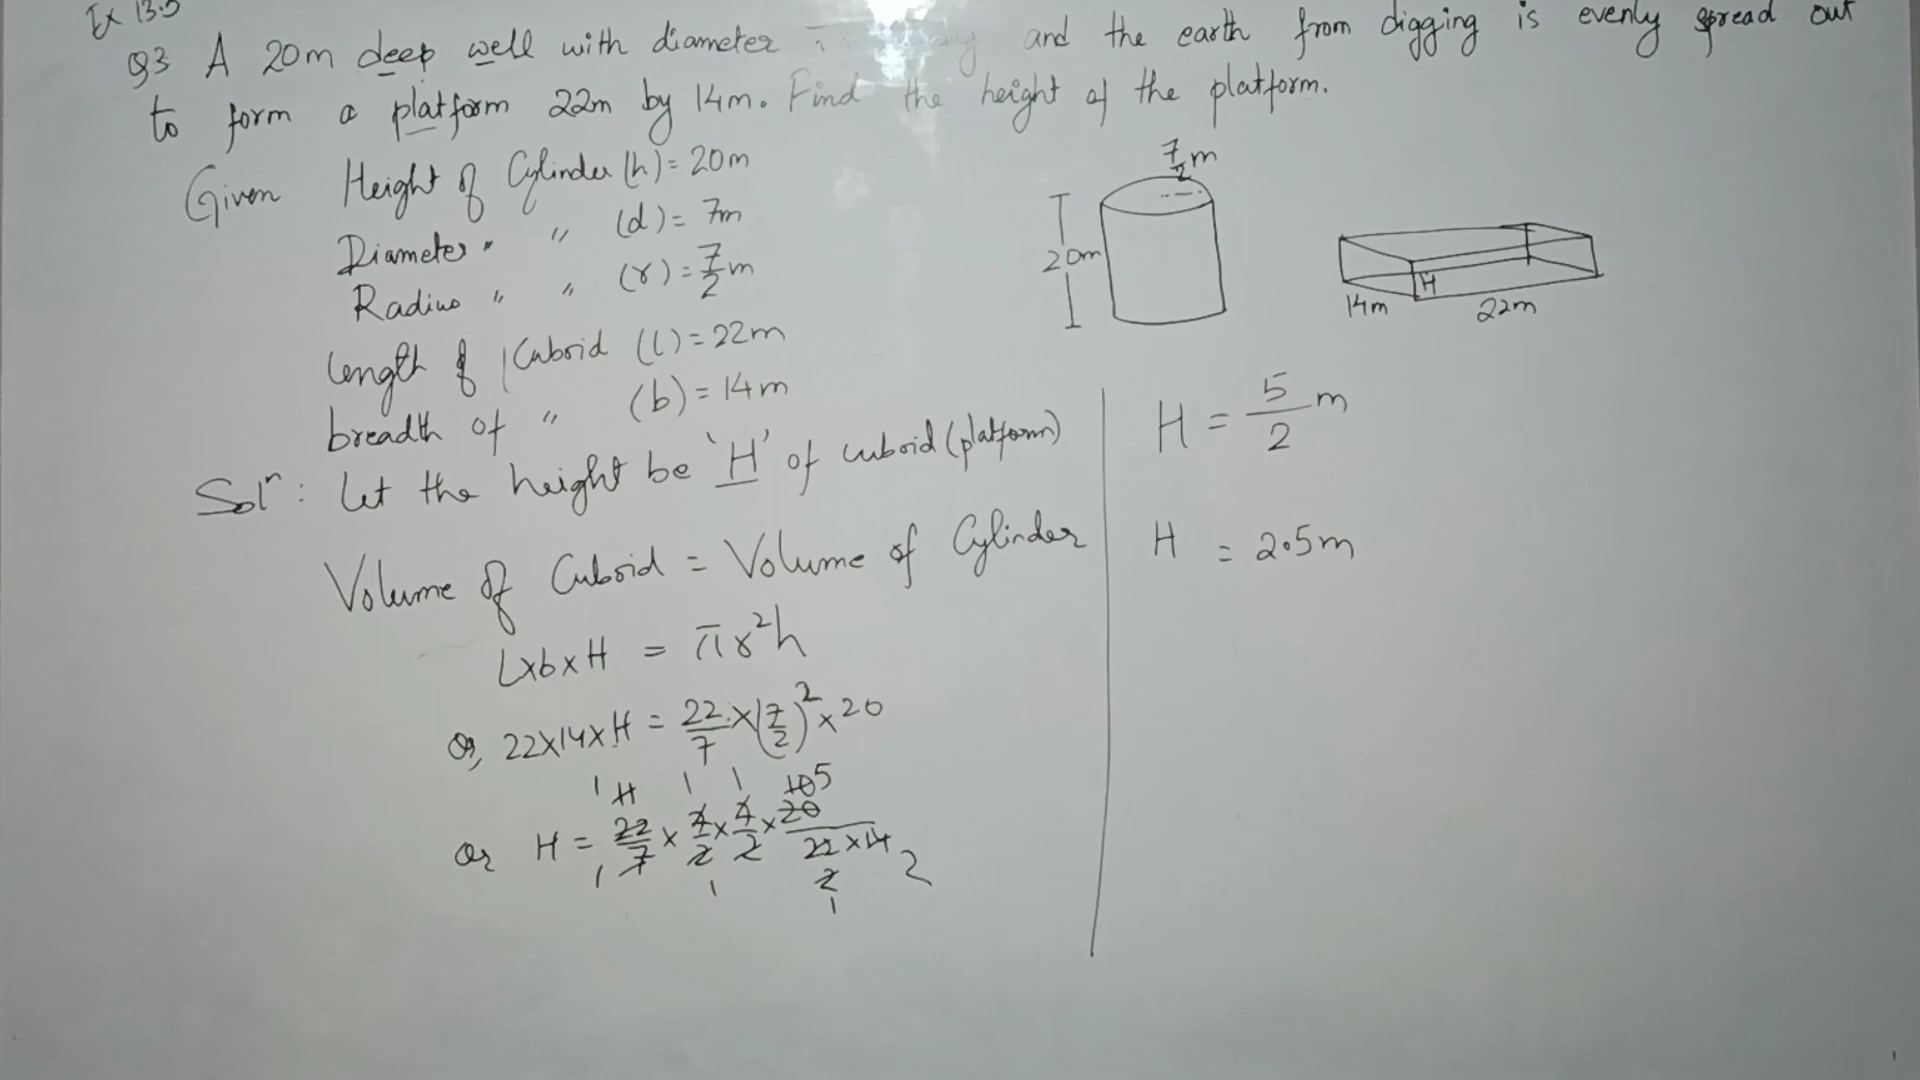 Ex 13.3
Q3 A 20m deep well with diameter and the earth from digging is evenly spread out
to form a platform 22m by 14m. Find the height of the platform.
Given Height of Cylinder (h) = 20m
Diameter " " (d) = 7m
Radius " " (r) = 7/2 m
length of Cuboid (l) = 22m
breadth of " (b) = 14m
Solⁿ: Let the height be 'H' of cuboid (platform)
Volume of Cuboid = Volume of Cylinder
L×b×H = πr²h
Or, 22×14×H = 22/7 × (7/2)² × 20
or H = 22/7 × 7/2 × 7/2 × 20/22×14
7/2 m
20m
H
14m
22m
H = 5/2 m
H = 2.5m